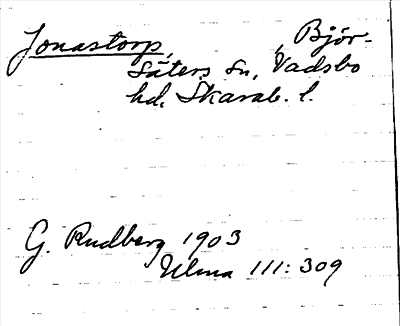 Jonastorp, , Björ-
säters sn, Vadsbo
hd, Skarab. l.
G. Rudberg 1903
Ulma 111: 309